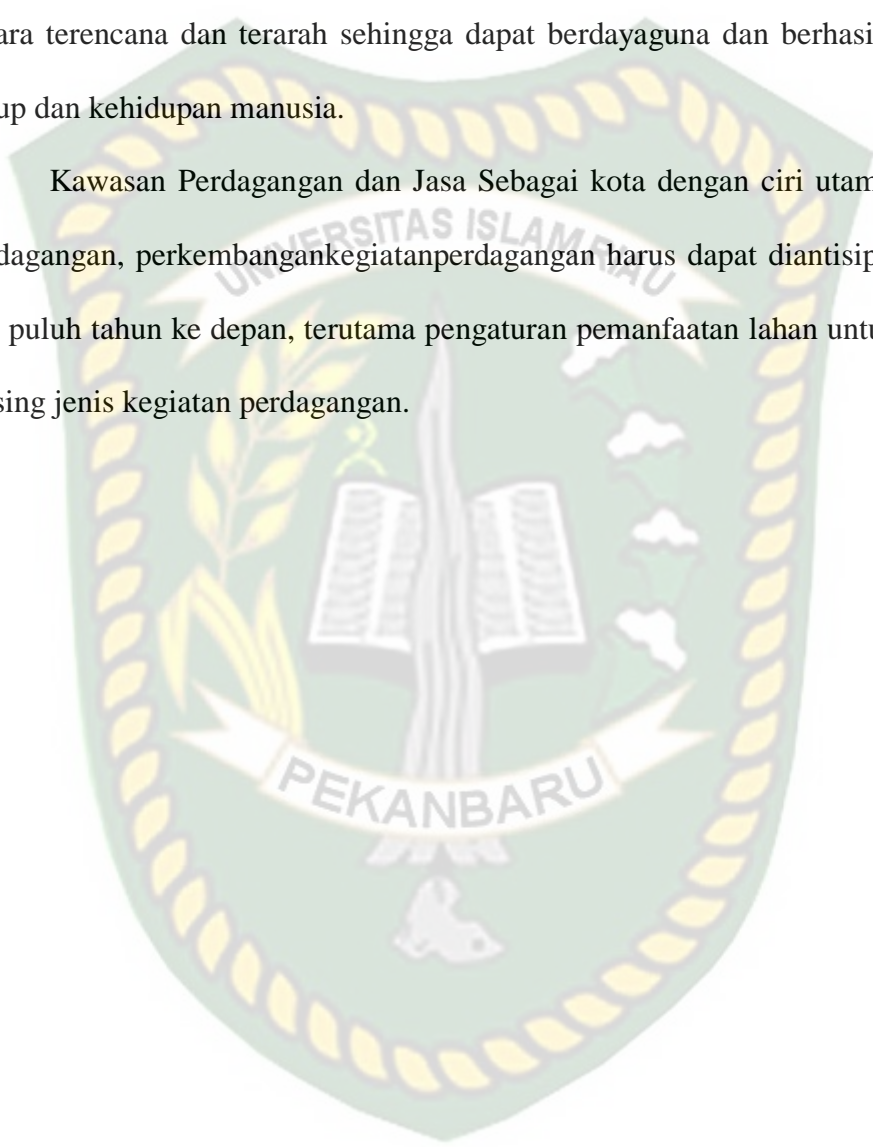 ara terencana dan terarah sehingga dapat berdayaguna dan berhasi
up dan kehidupan manusia.
Kawasan Perdagangan dan Jasa Sebagai kota dengan ciri utam
dagangan, perkembangankegiatanperdagangan harus dapat diantisip
puluh tahun ke depan, terutama pengaturan pemanfaatan lahan untu
sing jenis kegiatan perdagangan.
UNIVERSITAS ISLAM RIAU
PEKANBARU